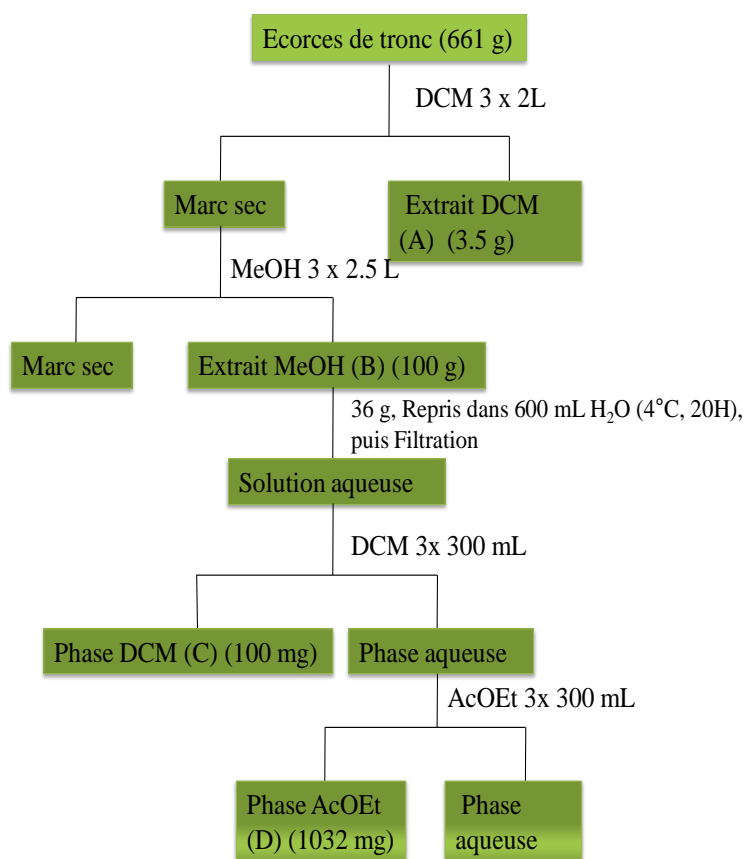 Ecorces de tronc (661 g)
DCM 3 x 2L
Marc sec
Extrait DCM
(A) (3.5 g)
MeOH 3 x 2.5 L
Marc sec
Extrait MeOH (B) (100 g)
36 g, Repris dans 600 mL H₂O (4°C, 20H),
puis Filtration
Solution aqueuse
DCM 3x 300 mL
Phase DCM (C) (100 mg)
Phase aqueuse
AcOEt 3x 300 mL
Phase AcOEt
(D) (1032 mg)
Phase
aqueuse